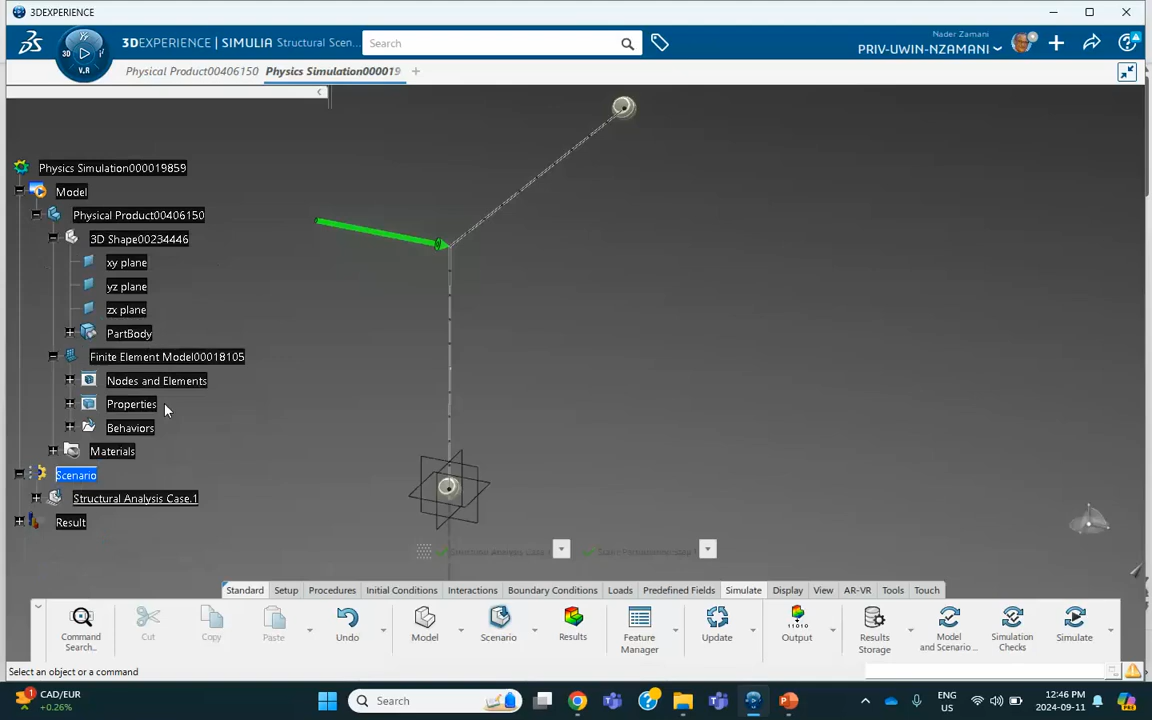 3DEXPERIENCE
3DEXPERIENCE | SIMULIA Structural Scen...
Search
Nader Zamani
PRIV-UWIN-NZAMANI
3D
V.R
Physical Product00406150
Physics Simulation000019
Physics Simulation000019859
Model
Physical Product00406150
3D Shape00234446
xy plane
yz plane
zx plane
PartBody
Finite Element Model00018105
Nodes and Elements
Properties
Behaviors
Materials
Scenario
Structural Analysis Case.1
Result
Standard Setup Procedures Initial Conditions Interactions Boundary Conditions Loads Predefined Fields Simulate Display View AR-VR Tools Touch
Command Search...
Cut
Copy
Paste
Undo
Model
Scenario
Results
Feature Manager
Update
Output
Results Storage
Model and Scenario ...
Simulation Checks
Simulate
Select an object or a command
CAD/EUR
+0.26%
Search
ENG
US
12:46 PM
2024-09-11